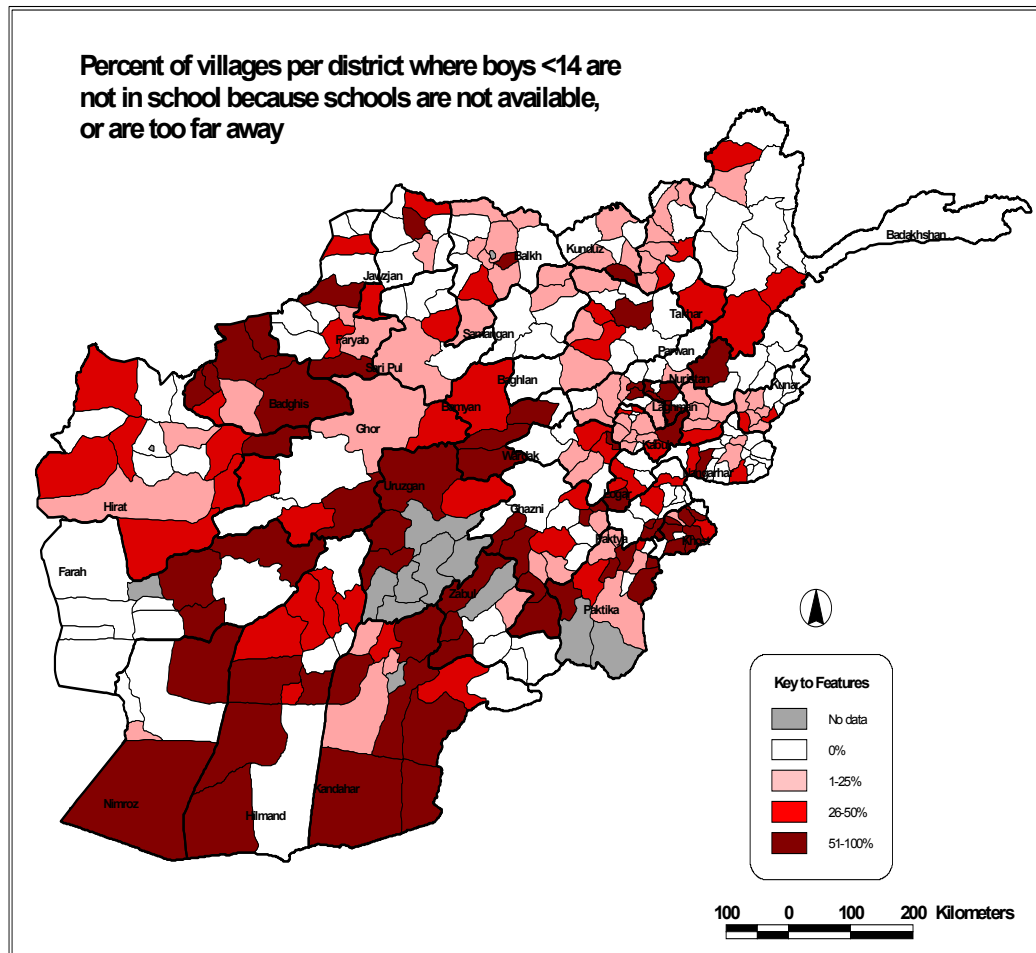 Percent of villages per district where boys <14 are
not in school because schools are not available,
or are too far away
Badakhshan
Balkh
Kunduz
Jawzjan
Takhar
Faryab
Samangan
Parwan
Sari Pul
Baghlan
Nuristan
Kunar
Badghis
Bamyan
Laghman
Ghor
Kabul
Wardak
Nangarhar
Uruzgan
Hirat
Logar
Ghazni
Paktya
Khost
Farah
Zabul
Paktika
Nimroz
Kandahar
Hilmand
Key to Features
No data
0%
1-25%
26-50%
51-100%
100 0 100 200 Kilometers